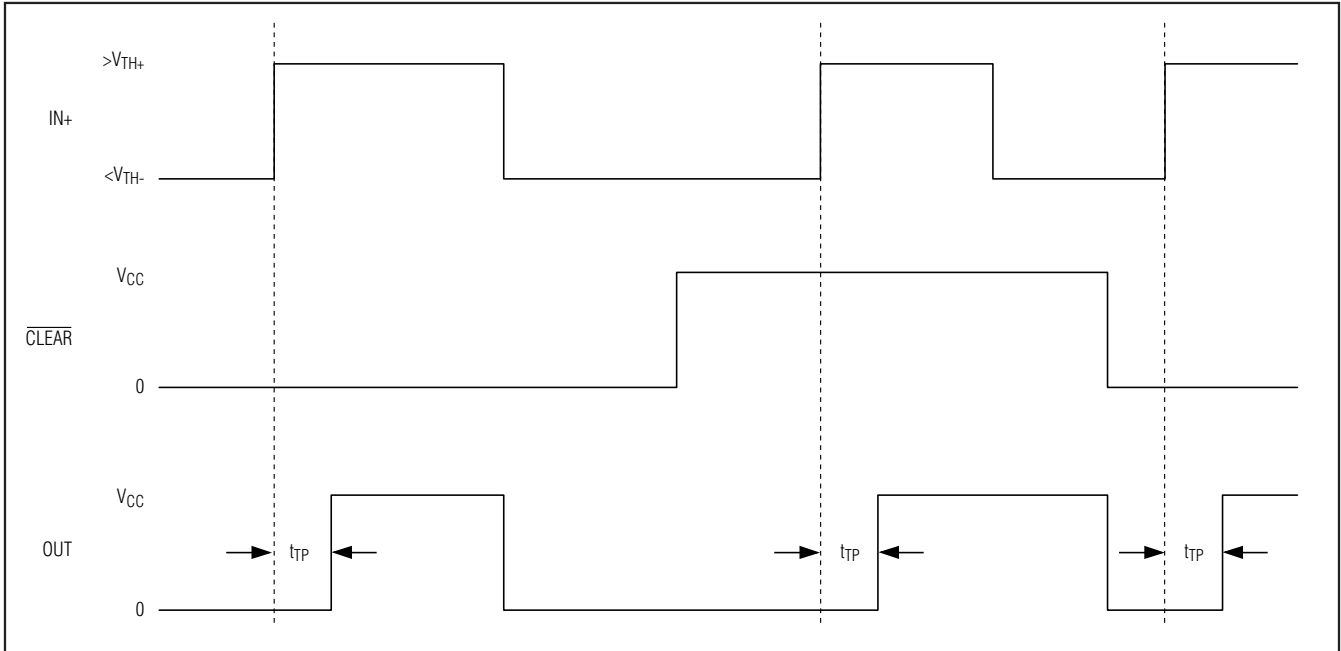 >VTH+
IN+
<VTH-
VCC
CLEAR
0
VCC
OUT
tTP
tTP
tTP
0